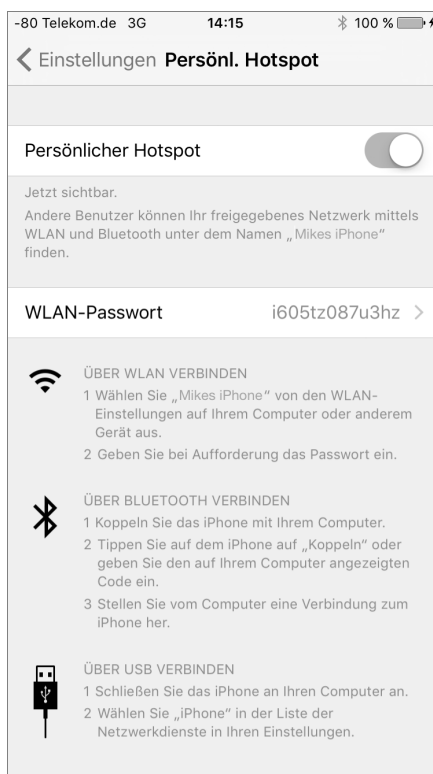 -80 Telekom.de 3G 14:15 100 %
Einstellungen Persönl. Hotspot
Persönlicher Hotspot
Jetzt sichtbar.
Andere Benutzer können Ihr freigegebenes Netzwerk mittels
WLAN und Bluetooth unter dem Namen „Mikes iPhone“
finden.
WLAN-Passwort i605tz087u3hz
ÜBER WLAN VERBINDEN
1 Wählen Sie „Mikes iPhone“ von den WLAN-
Einstellungen auf Ihrem Computer oder anderem
Gerät aus.
2 Geben Sie bei Aufforderung das Passwort ein.
ÜBER BLUETOOTH VERBINDEN
1 Koppeln Sie das iPhone mit Ihrem Computer.
2 Tippen Sie auf dem iPhone auf „Koppeln“ oder
geben Sie den auf Ihrem Computer angezeigten
Code ein.
3 Stellen Sie vom Computer eine Verbindung zum
iPhone her.
ÜBER USB VERBINDEN
1 Schließen Sie das iPhone an Ihren Computer an.
2 Wählen Sie „iPhone“ in der Liste der
Netzwerkdienste in Ihren Einstellungen.